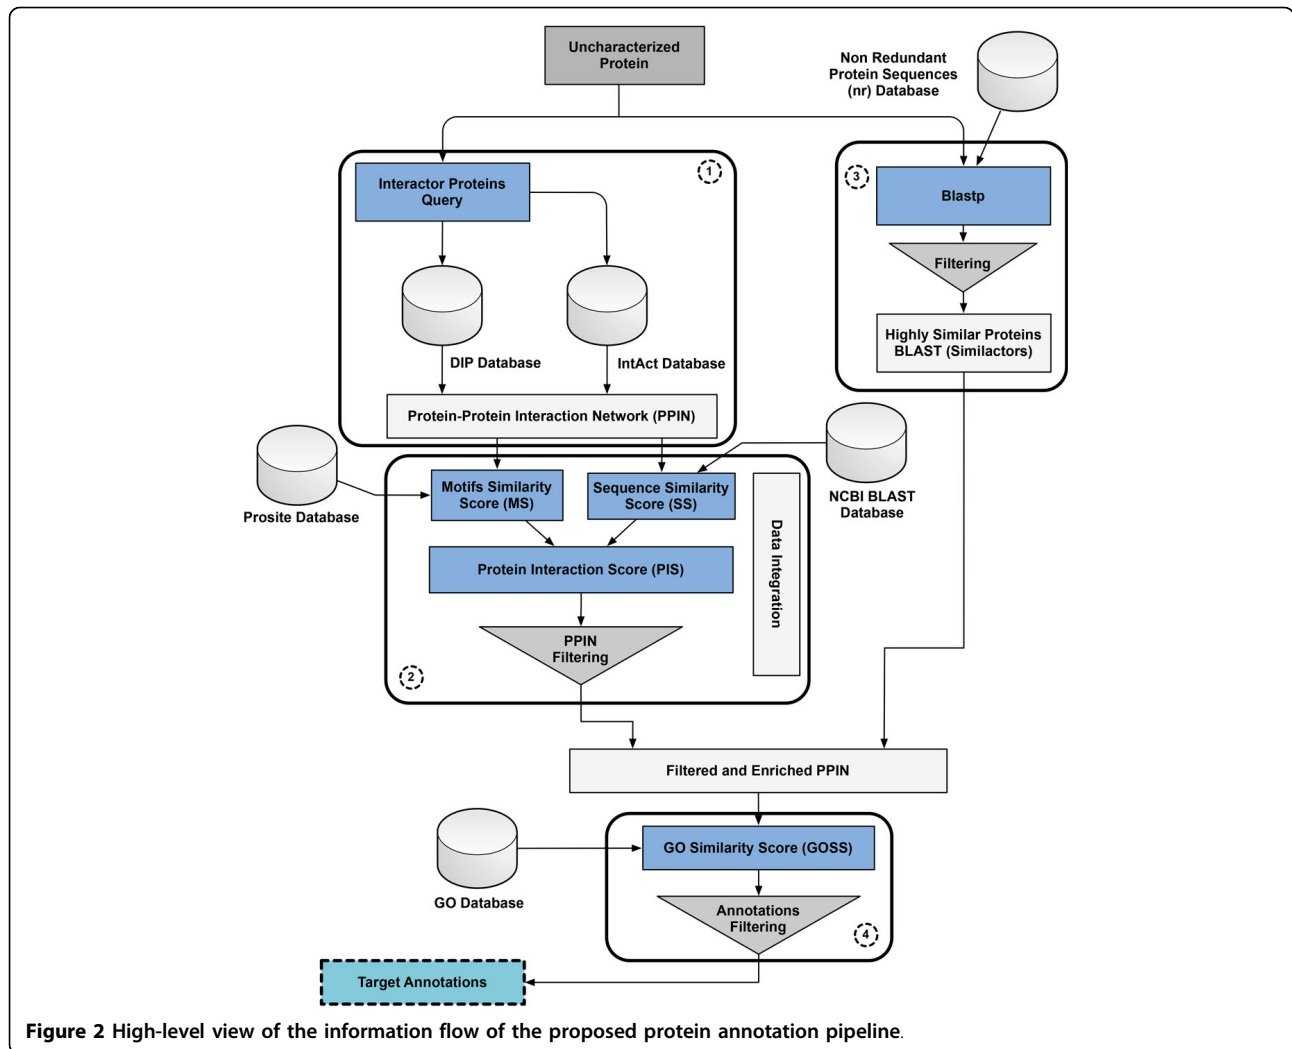 Uncharacterized
Protein
Non Redundant
Protein Sequences
(nr) Database
1
Interactor Proteins
Query
3
Blastp
Filtering
DIP Database
IntAct Database
Highly Similar Proteins
BLAST (Similactors)
Protein-Protein Interaction Network (PPIN)
Prosite Database
Motifs Similarity
Score (MS)
Sequence Similarity
Score (SS)
NCBI BLAST
Database
Data Integration
Protein Interaction Score (PIS)
PPIN
Filtering
2
Filtered and Enriched PPIN
GO Database
GO Similarity Score (GOSS)
Annotations
Filtering
4
Target Annotations
Figure 2 High-level view of the information flow of the proposed protein annotation pipeline.